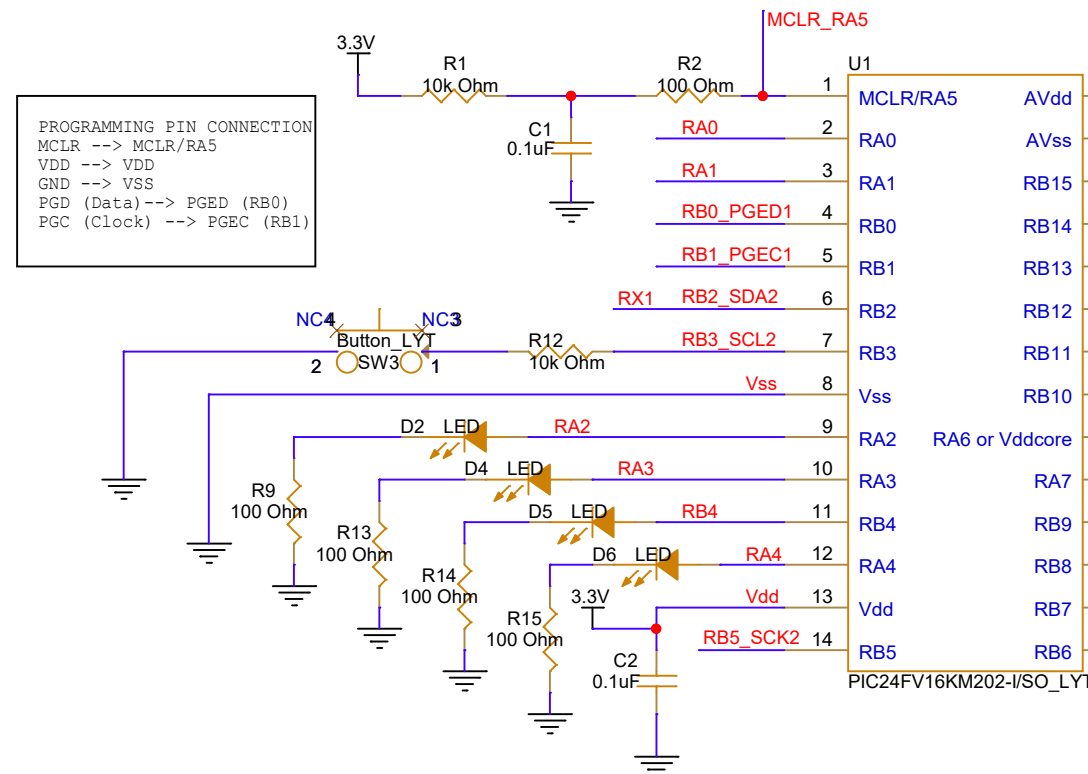 MCLR_RA5
3.3V
R1
10k Ohm
R2
100 Ohm
U1
1
MCLR/RA5
AVdd
PROGRAMMING PIN CONNECTION
MCLR --> MCLR/RA5
VDD --> VDD
GND --> VSS
PGD (Data)--> PGED (RB0)
PGC (Clock) --> PGEC (RB1)
C1
0.1uF
RA0
2
RA0
AVss
RA1
3
RA1
RB15
RB0_PGED1
4
RB0
RB14
RB1_PGEC1
5
RB1
RB13
RX1
RB2_SDA2
6
RB2
RB12
NC4
NC3
Button_LYT
2
SW3
1
R12
10k Ohm
RB3_SCL2
7
RB3
RB11
Vss
8
Vss
RB10
D2
LED
RA2
9
RA2
RA6 or Vddcore
D4
LED
RA3
10
RA3
RA7
R9
100 Ohm
D5
LED
RB4
11
RB4
RB9
R13
100 Ohm
D6
LED
RA4
12
RA4
RB8
R14
100 Ohm
3.3V
Vdd
13
Vdd
RB7
R15
100 Ohm
RB5_SCK2
14
RB5
RB6
C2
0.1uF
PIC24FV16KM202-I/SO_LYT